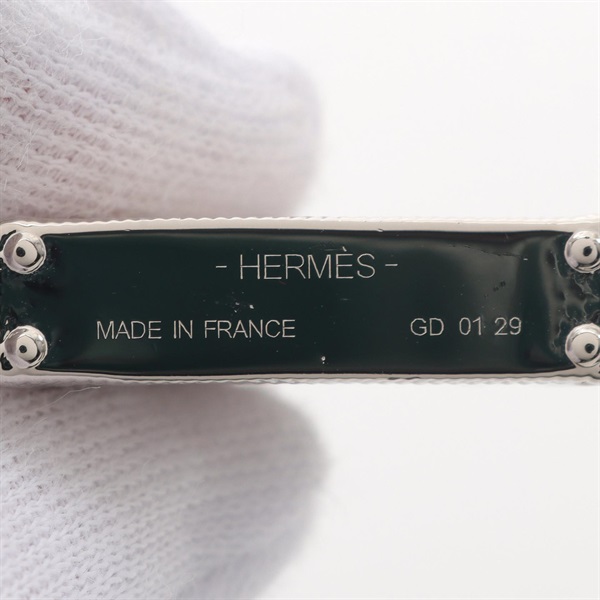 - HERMÈS -
MADE IN FRANCE GD 01 29